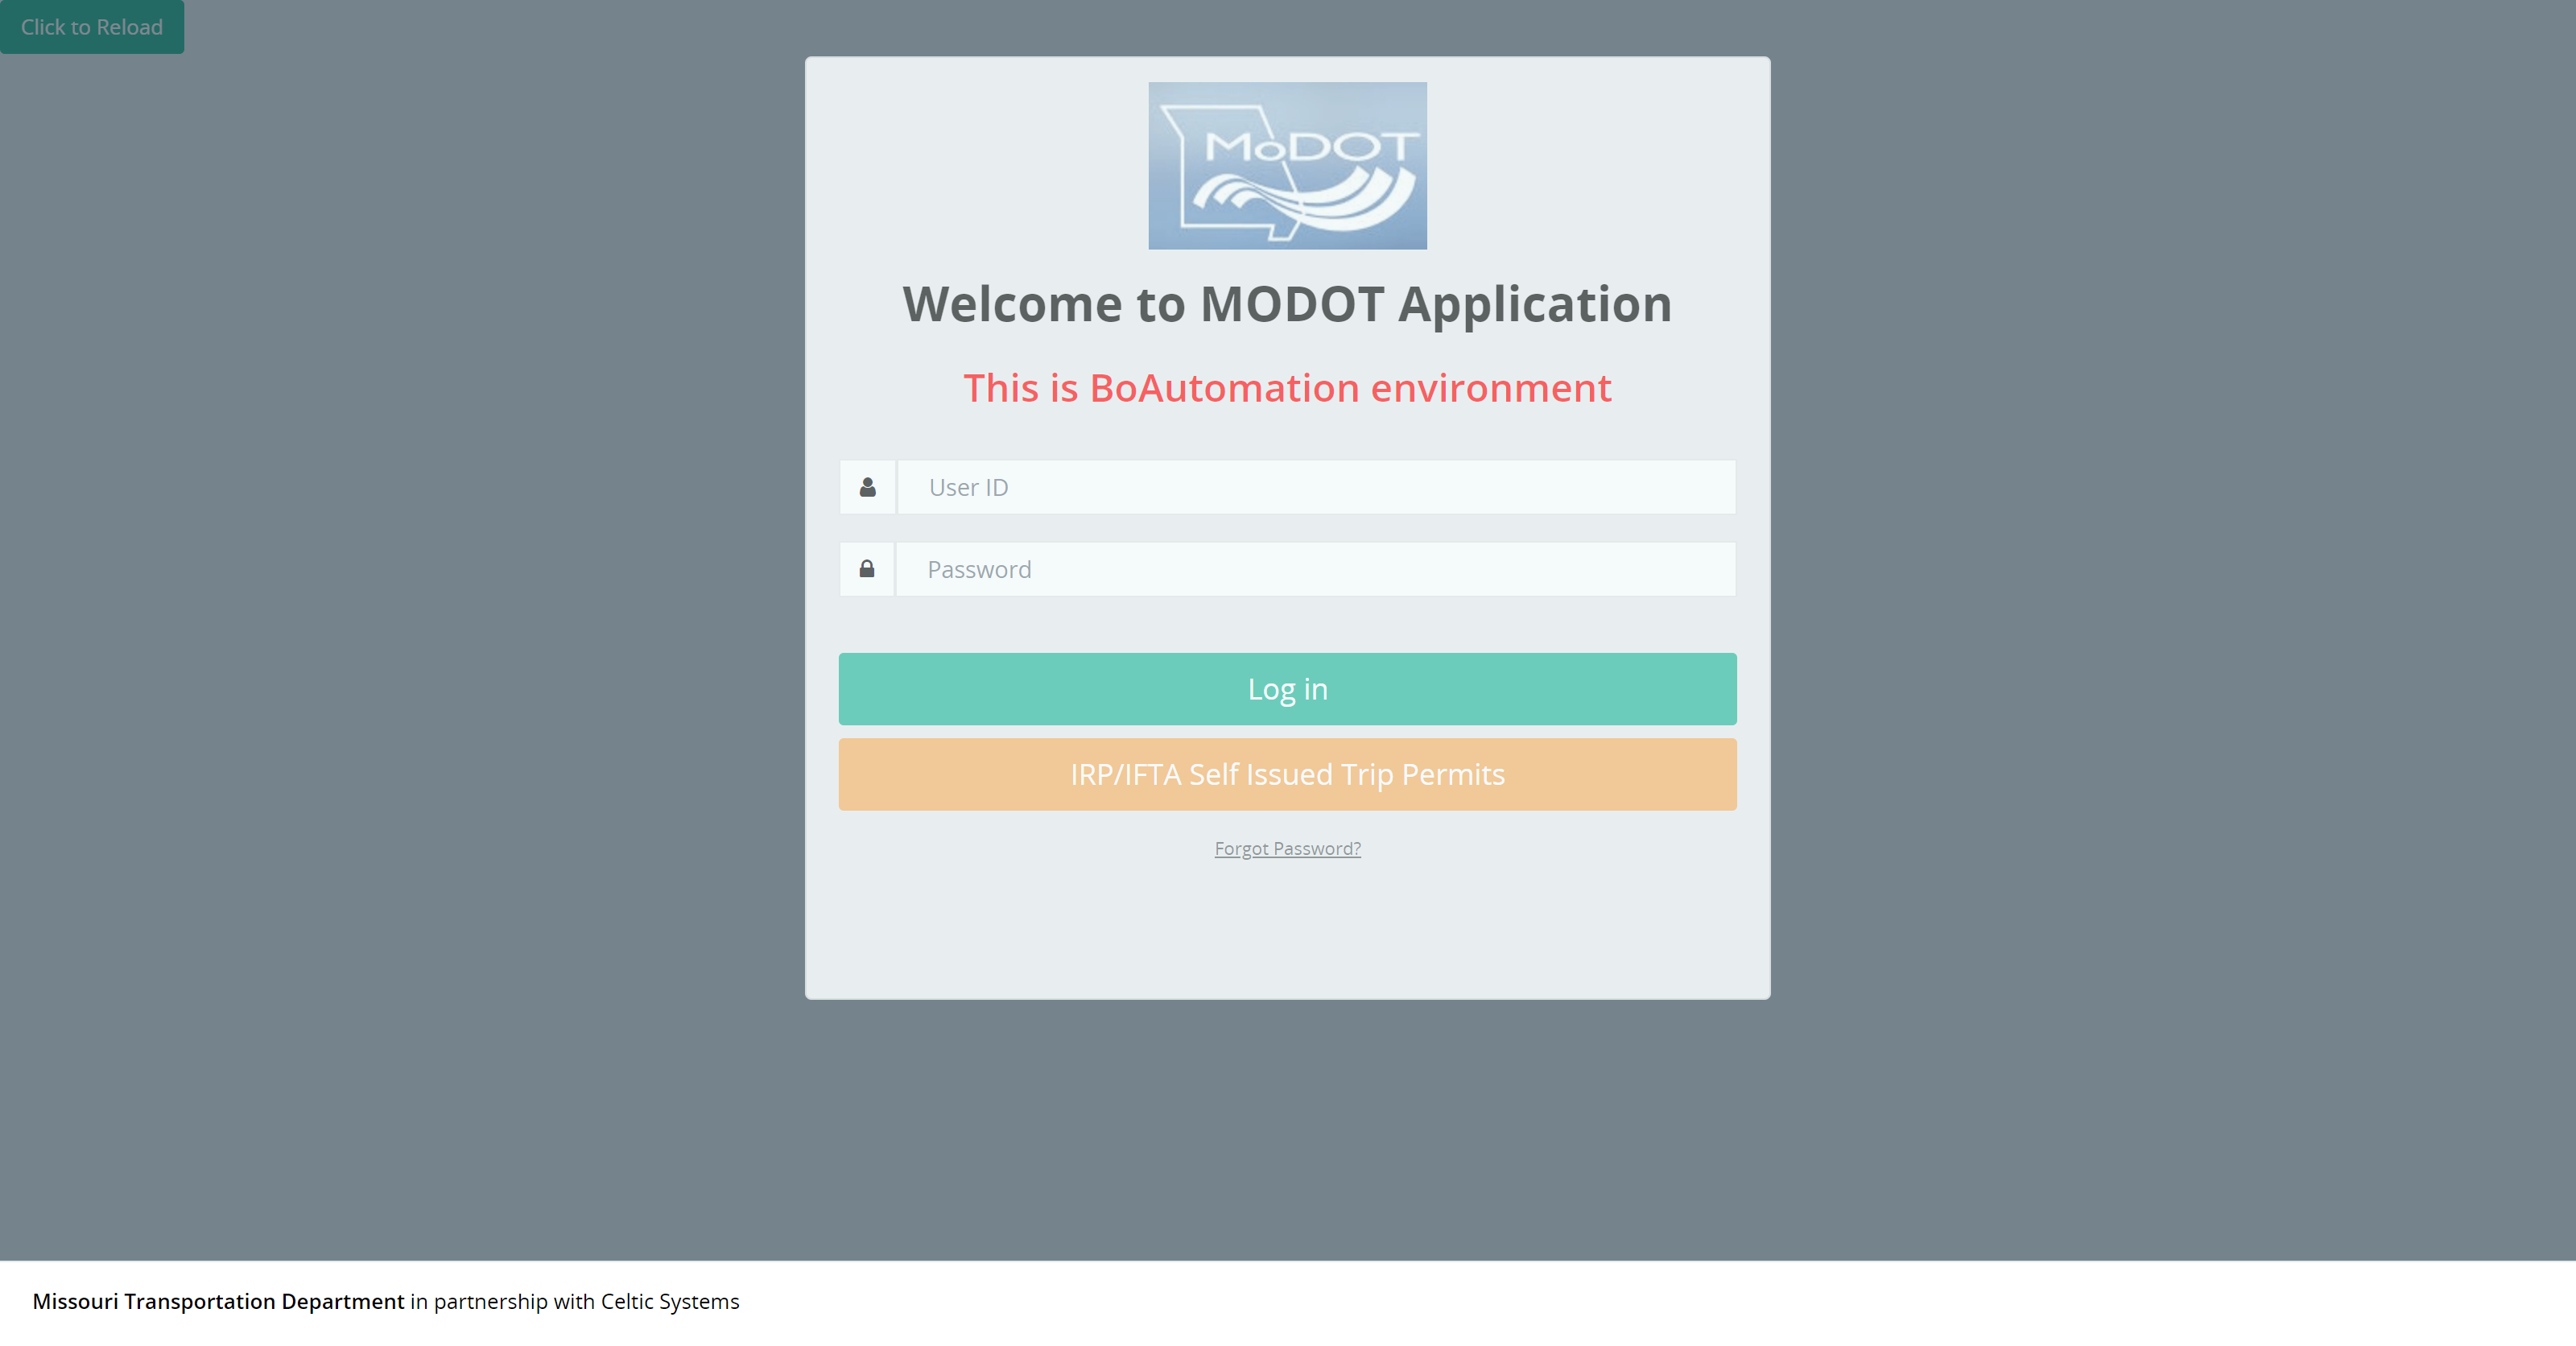 Click to Reload
MoDOT
Welcome to MODOT Application
This is BoAutomation environment
User ID
Password
Log in
IRP/IFTA Self Issued Trip Permits
Forgot Password?
Missouri Transportation Department in partnership with Celtic Systems